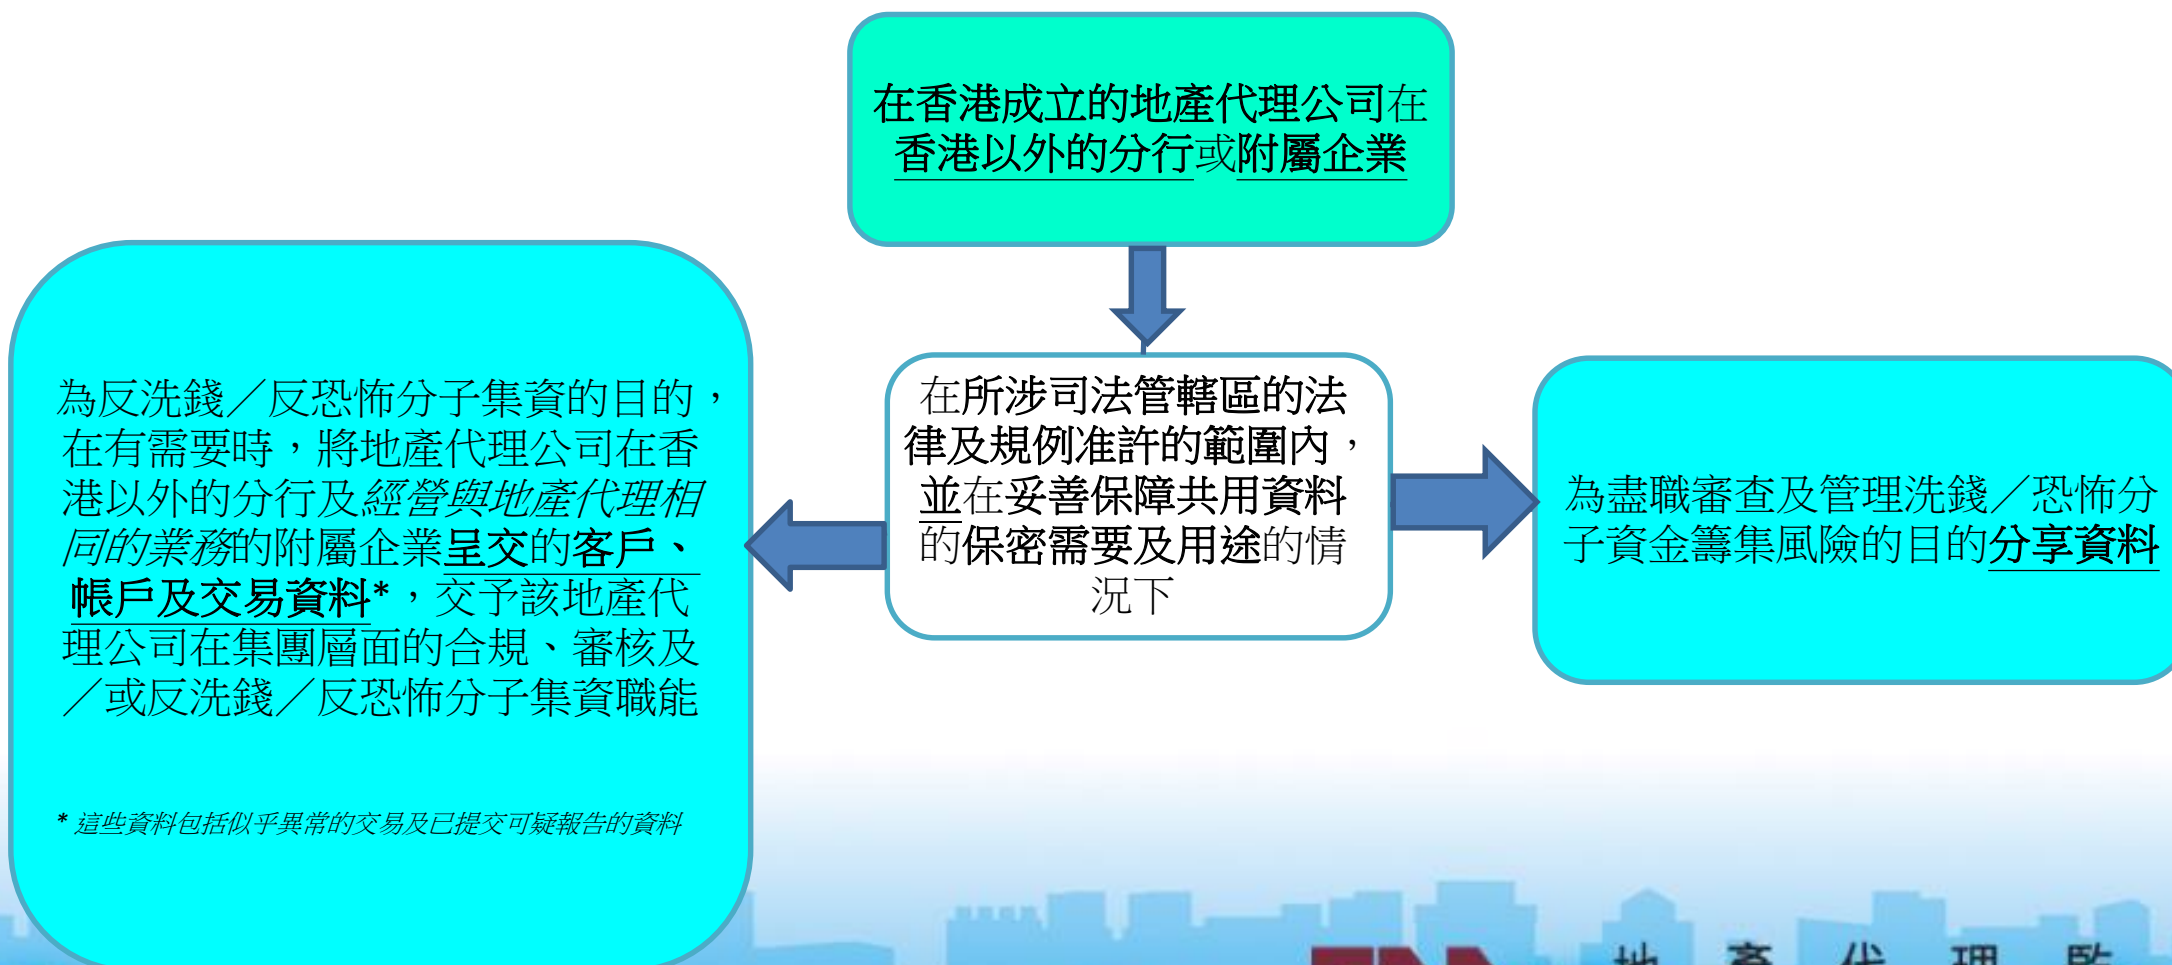 在香港成立的地產代理公司在
香港以外的分行或附屬企業
為反洗錢／反恐怖分子集資的目的，
在有需要時，將地產代理公司在香
港以外的分行及經營與地產代理相
同的業務的附屬企業呈交的客戶、
帳戶及交易資料*，交予該地產代
理公司在集團層面的合規、審核及
／或反洗錢／反恐怖分子集資職能
* 這些資料包括似乎異常的交易及已提交可疑報告的資料
在所涉司法管轄區的法
律及規例准許的範圍內，
並在妥善保障共用資料
的保密需要及用途的情
況下
為盡職審查及管理洗錢／恐怖分
子資金籌集風險的目的分享資料
地產代理監